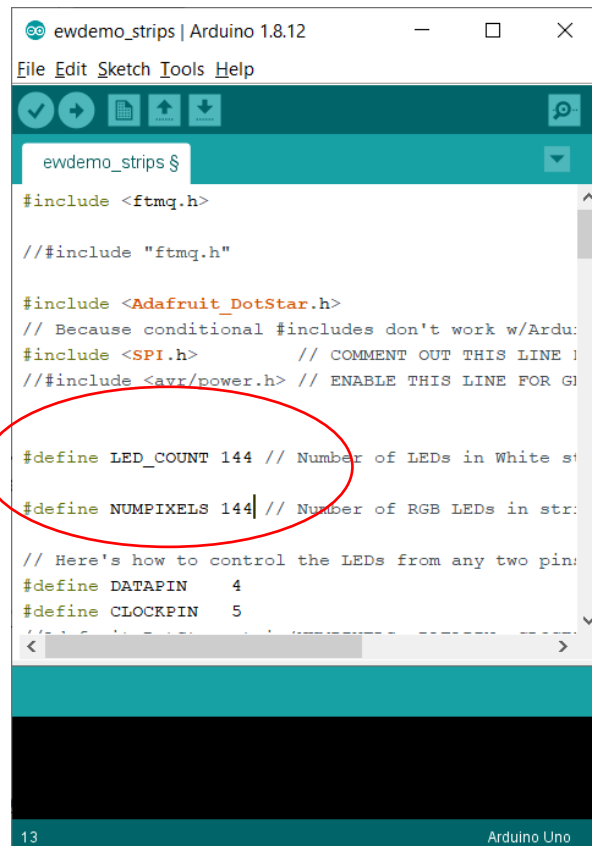 ewdemo_strips | Arduino 1.8.12
File Edit Sketch Tools Help
ewdemo_strips §
#include <ftmq.h>
//#include "ftmq.h"
#include <Adafruit_DotStar.h>
// Because conditional #includes don't work w/Ardui
#include <SPI.h> // COMMENT OUT THIS LINE
//#include <avr/power.h> // ENABLE THIS LINE FOR
#define LED_COUNT 144 // Number of LEDs in White
#define NUMPIXELS 144 // Number of RGB LEDs in stri
// Here's how to control the LEDs from any two pins
#define DATAPIN 4
#define CLOCKPIN 5
13 Arduino Uno